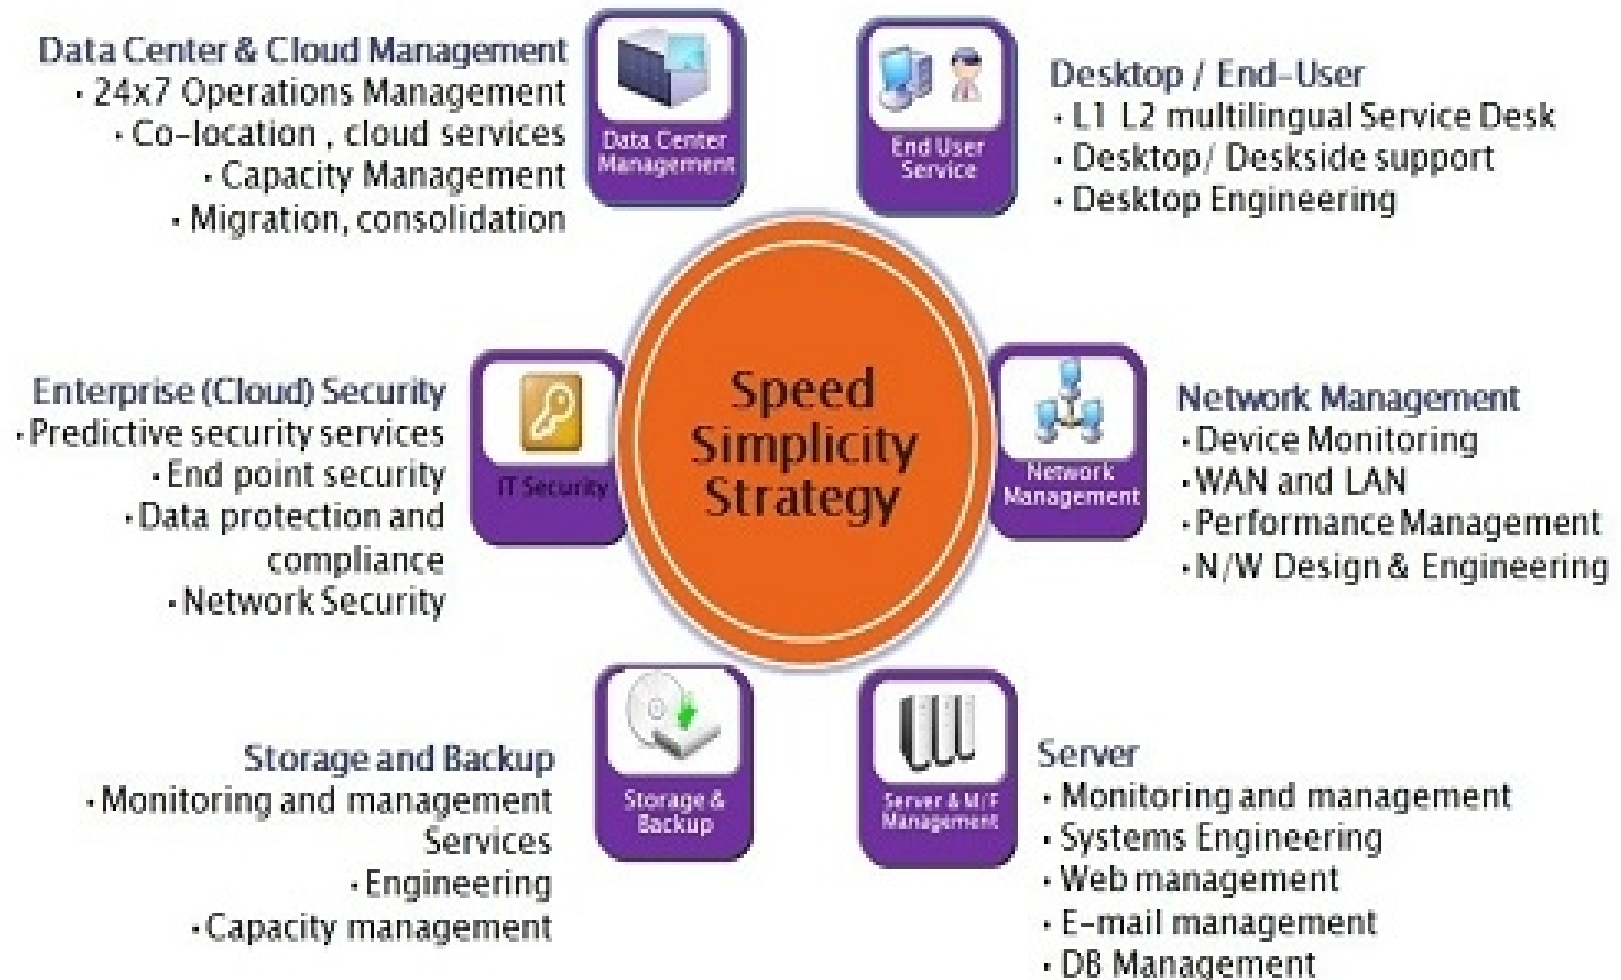 Data Center & Cloud Management
· 24x7 Operations Management
· Co-location , cloud services
· Capacity Management
· Migration, consolidation
Data Center
Management
End User
Service
Desktop / End-User
· L1 L2 multilingual Service Desk
· Desktop/ Deskside support
· Desktop Engineering
Enterprise (Cloud) Security
· Predictive security services
· End point security
· Data protection and
compliance
· Network Security
IT Security
Speed
Simplicity
Strategy
Network
Management
Network Management
· Device Monitoring
· WAN and LAN
· Performance Management
· N/W Design & Engineering
Storage and Backup
· Monitoring and management
Services
· Engineering
· Capacity management
Storage &
Backup
Server & M/F
Management
Server
· Monitoring and management
· Systems Engineering
· Web management
· E-mail management
· DB Management